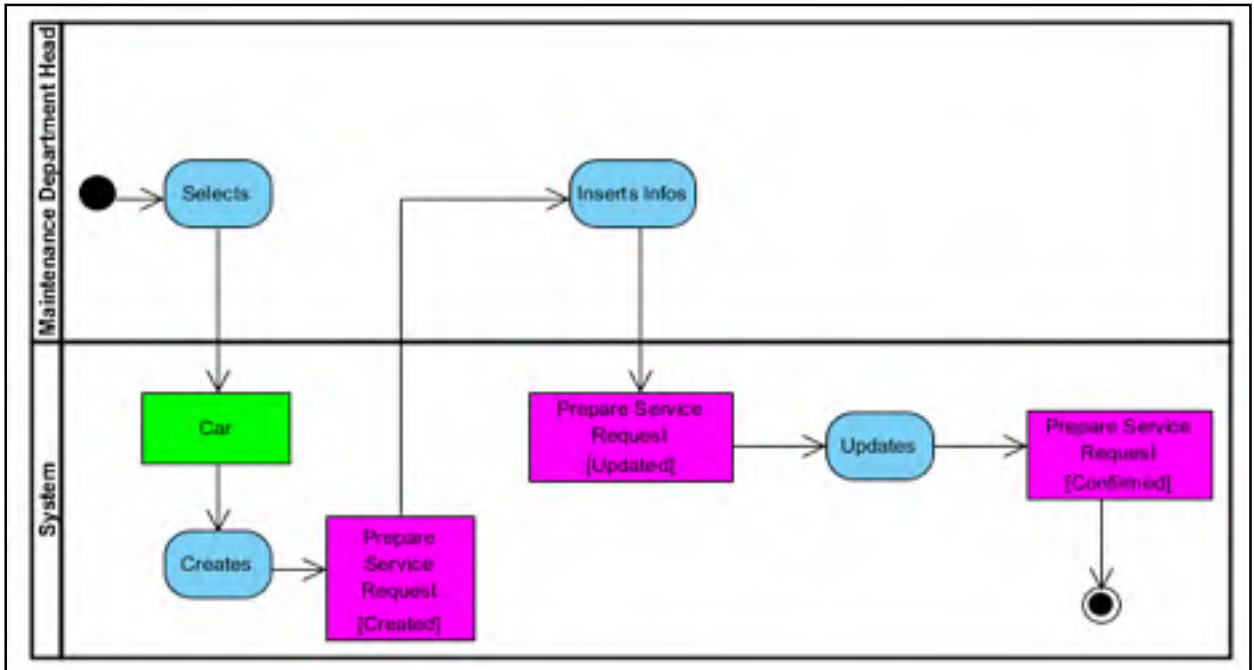 Maintenance Department Head
Selects
Inserts Infos
System
Car
Creates
Prepare
Service
Request
[Created]
Prepare Service
Request
[Updated]
Updates
Prepare Service
Request
[Confirmed]